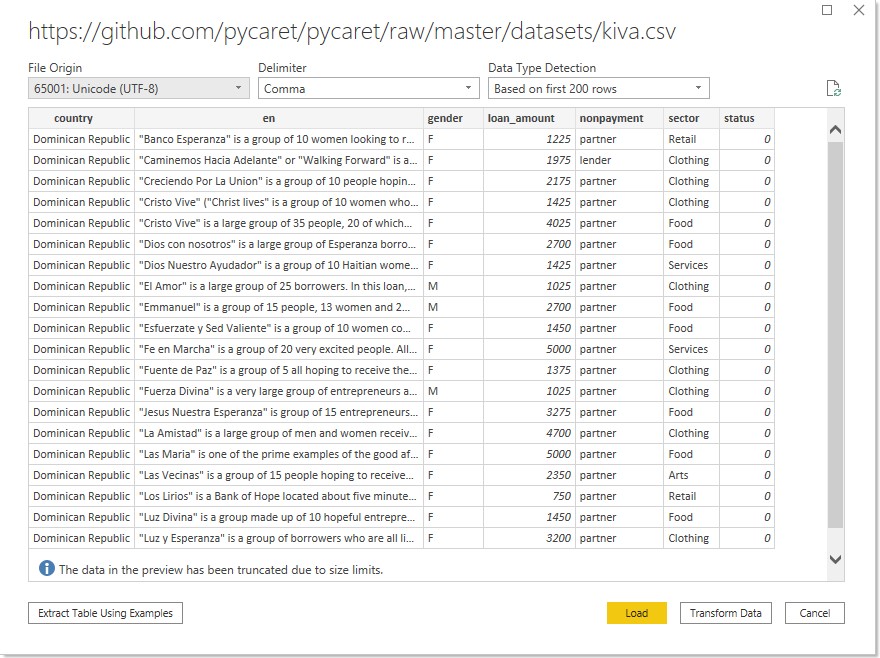 https://github.com/pycaret/pycaret/raw/master/datasets/kiva.csv
File Origin Delimiter Data Type Detection
65001: Unicode (UTF-8) Comma Based on first 200 rows
country en gender loan_amount nonpayment sector status
Dominican Republic "Banco Esperanza" is a group of 10 women looking to r... F 1225 partner Retail 0
Dominican Republic "Caminemos Hacia Adelante" or "Walking Forward" is a... F 1975 lender Clothing 0
Dominican Republic "Creciendo Por La Union" is a group of 10 people hopin... F 2175 partner Clothing 0
Dominican Republic "Cristo Vive" ("Christ lives" is a group of 10 women who... F 1425 partner Clothing 0
Dominican Republic "Cristo Vive" is a large group of 35 people, 20 of which... F 4025 partner Food 0
Dominican Republic "Dios con nosotros" is a large group of Esperanza borro... F 2700 partner Food 0
Dominican Republic "Dios Nuestro Ayudador" is a group of 10 Haitian wome... F 1425 partner Services 0
Dominican Republic "El Amor" is a large group of 25 borrowers. In this loan,... M 1025 partner Clothing 0
Dominican Republic "Emmanuel" is a group of 15 people, 13 women and 2... M 2700 partner Food 0
Dominican Republic "Esfuerzate y Sed Valiente" is a group of 10 women co... F 1450 partner Food 0
Dominican Republic "Fe en Marcha" is a group of 20 very excited people. All... F 5000 partner Services 0
Dominican Republic "Fuente de Paz" is a group of 5 all hoping to receive the... F 1375 partner Clothing 0
Dominican Republic "Fuerza Divina" is a very large group of entrepreneurs a... M 1025 partner Clothing 0
Dominican Republic "Jesus Nuestra Esperanza" is group of 15 entrepreneurs... F 3275 partner Food 0
Dominican Republic "La Amistad" is a large group of men and women receiv... F 4700 partner Clothing 0
Dominican Republic "Las Maria" is one of the prime examples of the good af... F 5000 partner Food 0
Dominican Republic "Las Vecinas" is a group of 15 people hoping to receive... F 2350 partner Arts 0
Dominican Republic "Los Lirios" is a Bank of Hope located about five minute... F 750 partner Retail 0
Dominican Republic "Luz Divina" is a group made up of 10 hopeful entrepre... F 1450 partner Food 0
Dominican Republic "Luz y Esperanza" is a group of borrowers who are all li... F 3200 partner Clothing 0
The data in the preview has been truncated due to size limits.
Extract Table Using Examples Load Transform Data Cancel